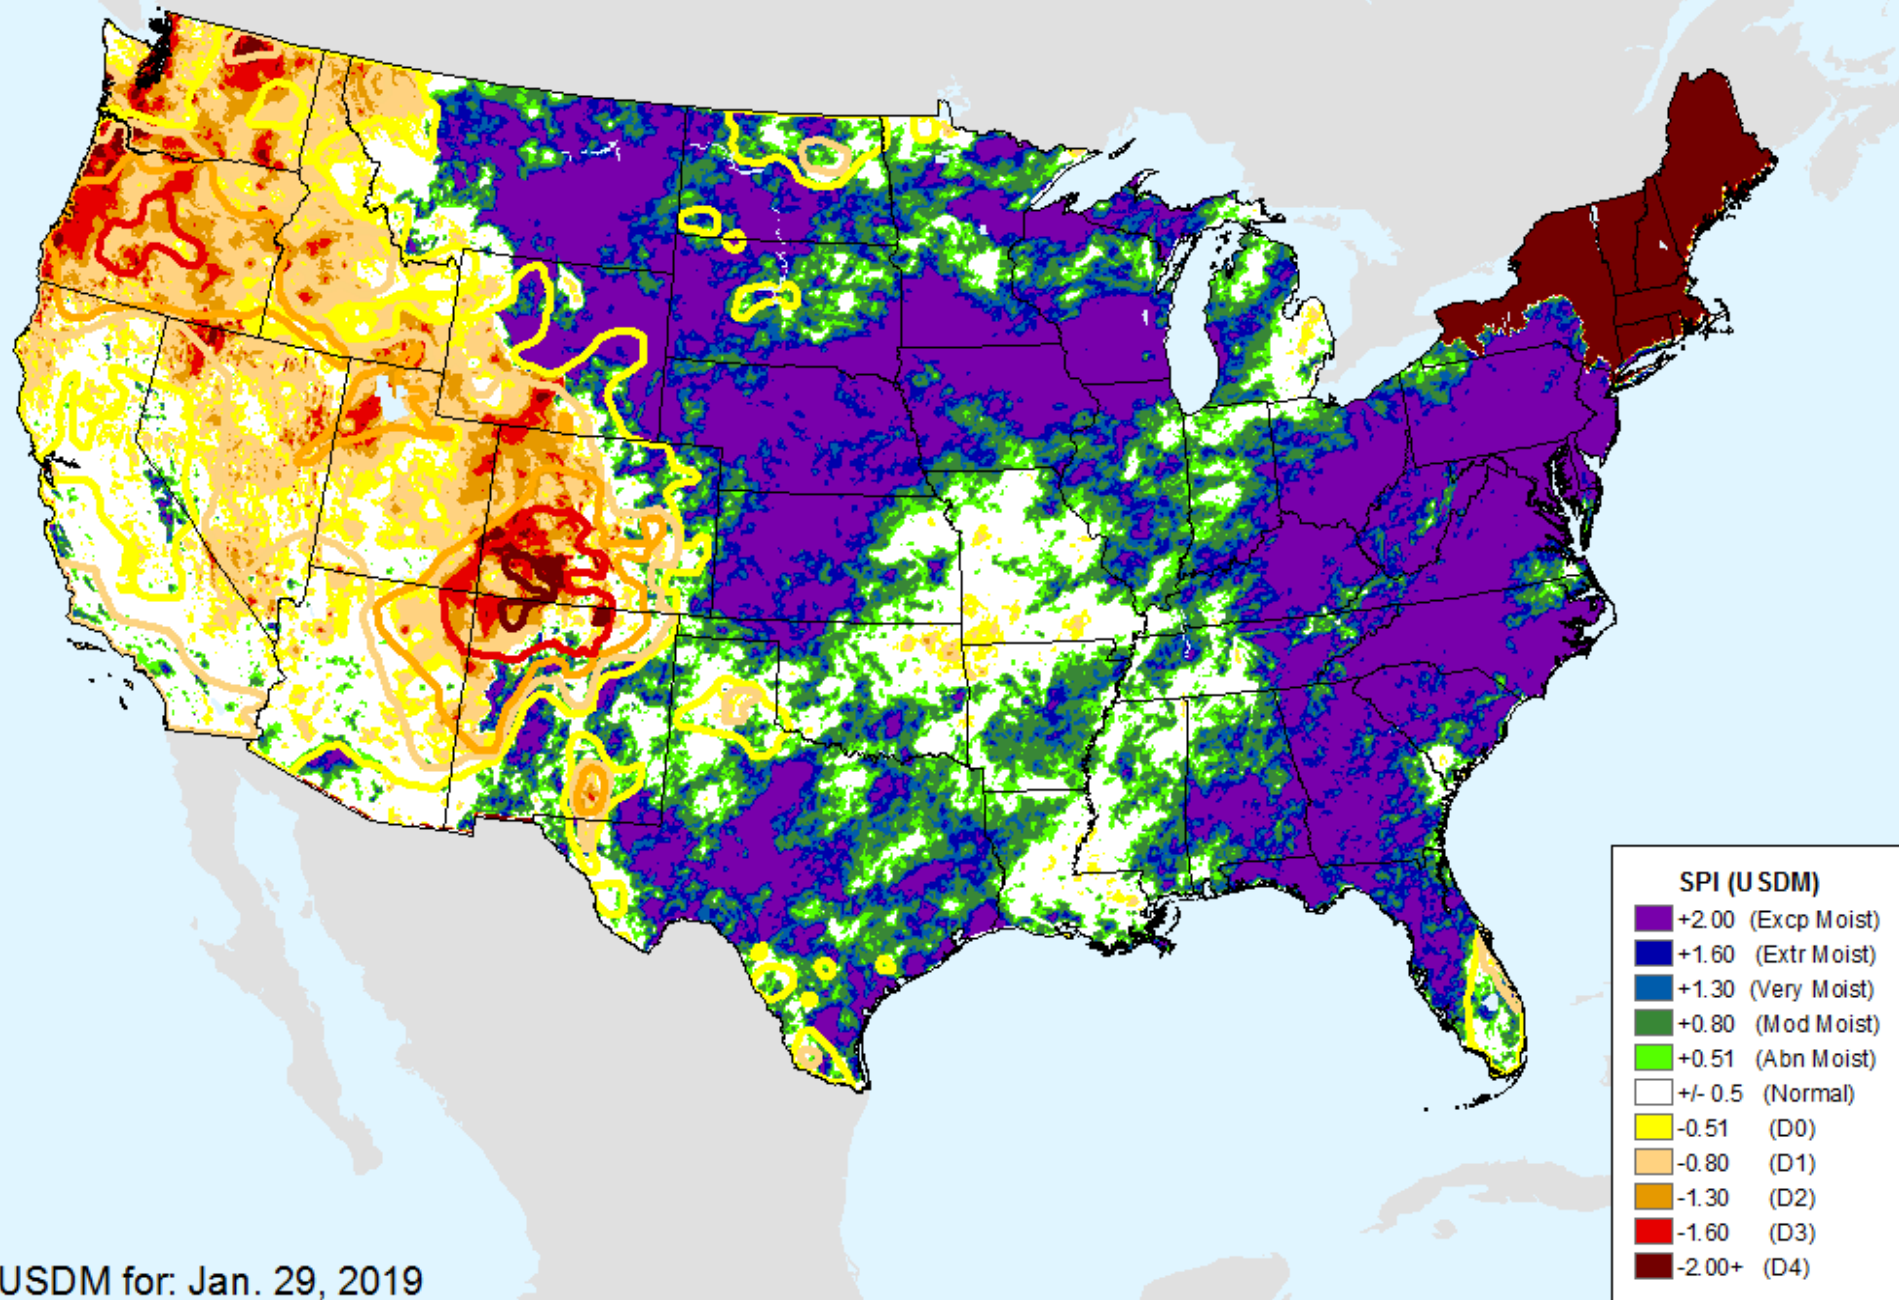 SPI (USDM)
+2.00 (Excp Moist)
+1.60 (Extr Moist)
+1.30 (Very Moist)
+0.80 (Mod Moist)
+0.51 (Abn Moist)
+/- 0.5 (Normal)
-0.51 (D0)
-0.80 (D1)
-1.30 (D2)
-1.60 (D3)
-2.00+ (D4)
USDM for: Jan. 29, 2019